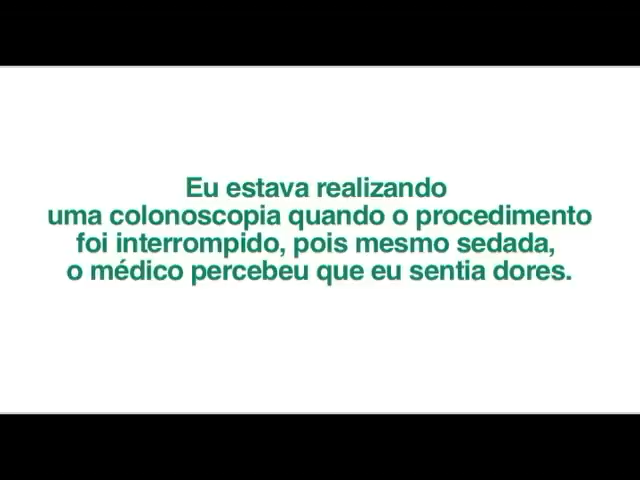 Eu estava realizando
uma colonoscopia quando o procedimento
foi interrompido, pois mesmo sedada,
o médico percebeu que eu sentia dores.